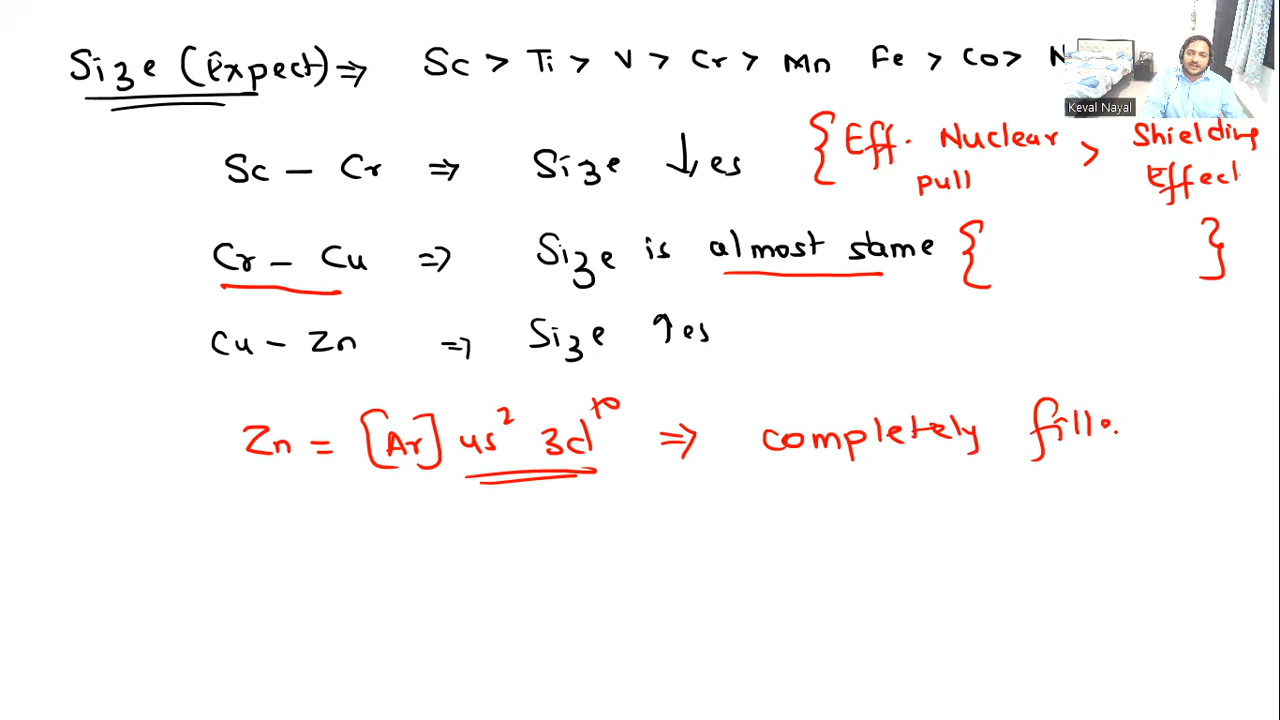 Size (expect) ⇒ Sc > Ti > V > Cr > Mn Fe > Co > N
Keval Nayal
Sc – Cr ⇒ Size ↓es { Eff. Nuclear pull > Shielding Effect
Cr – Cu ⇒ Size is almost same { }
Cu – Zn ⇒ Size ↑es
Zn = [Ar] 4s² 3d¹⁰ ⇒ completely fille